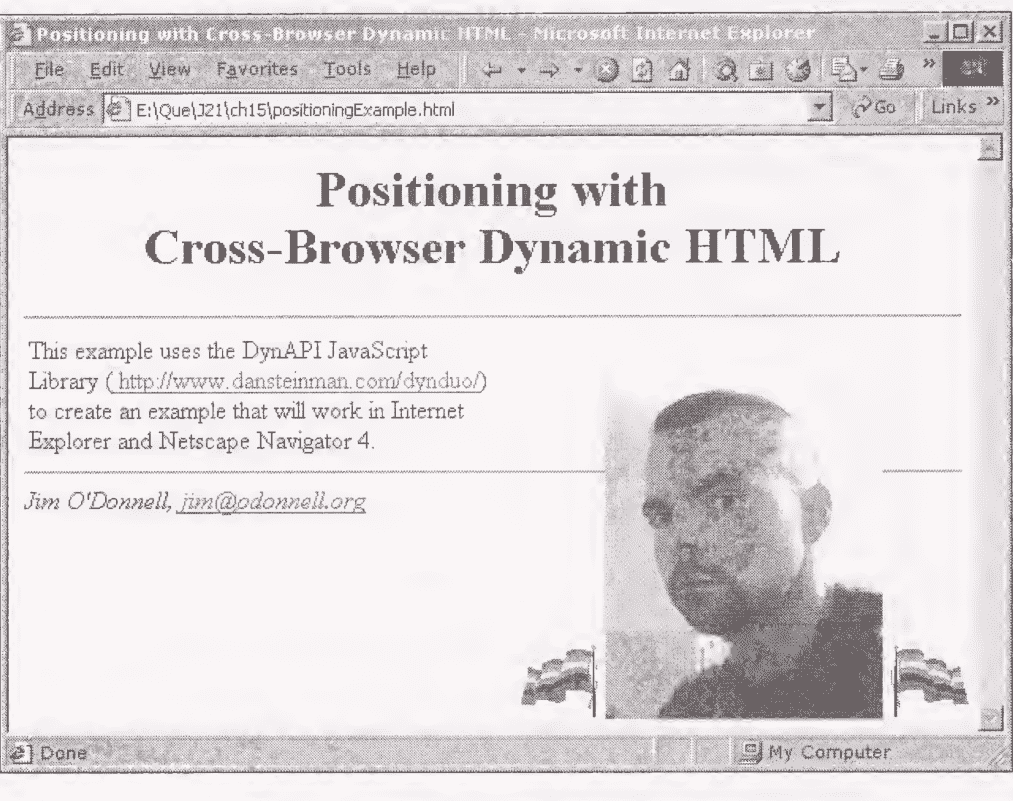 Positioning with Cross-Browser Dynamic HTML - Microsoft Internet Explorer
File Edit View Favorites Tools Help »
Address E:\Que\J21\ch15\positioningExample.html Go Links »
Positioning with
Cross-Browser Dynamic HTML
This example uses the DynAPI JavaScript
Library ( http://www.dansteinman.com/dynduo/)
to create an example that will work in Internet
Explorer and Netscape Navigator 4.
Jim O'Donnell, jim@odonnell.org
Done My Computer